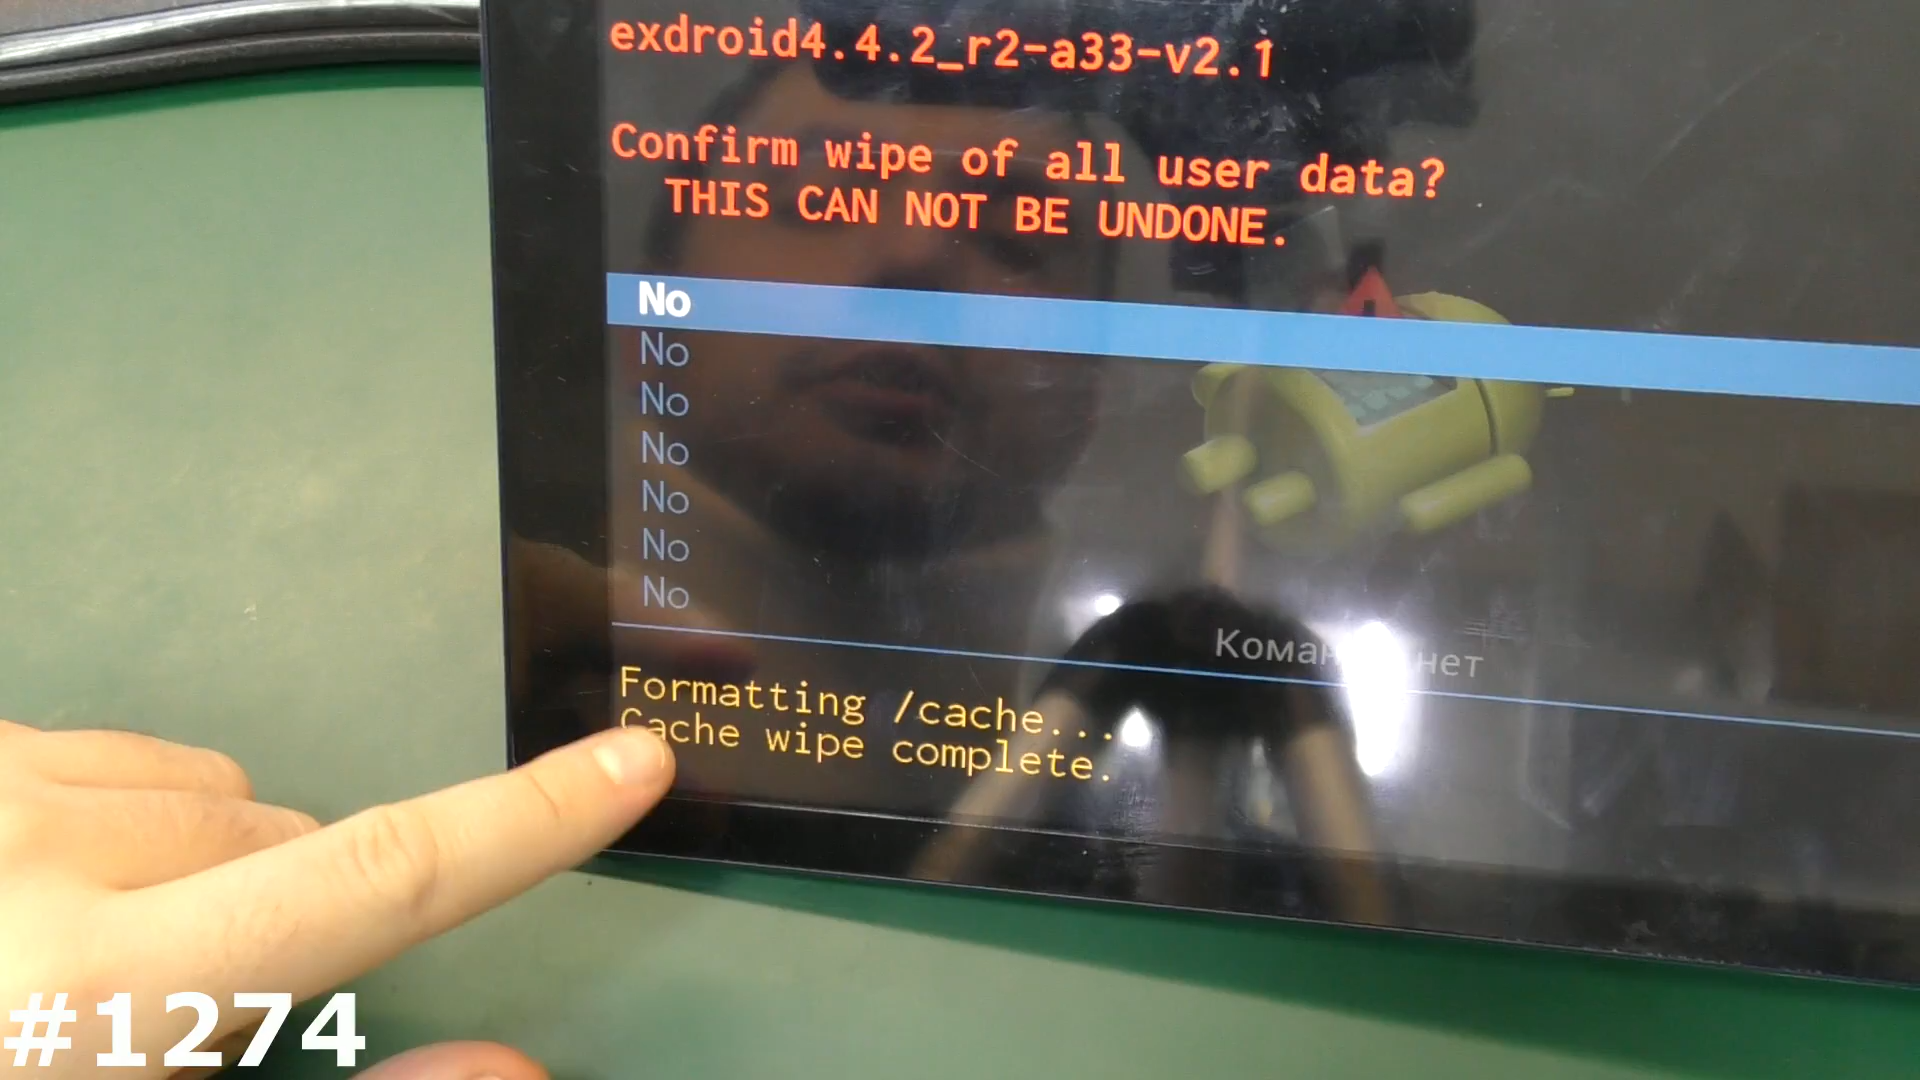 exdroid4.4.2_r2-a33-v2.1
Confirm wipe of all user data?
THIS CAN NOT BE UNDONE.
No
No
No
No
No
No
No
нет
Formatting /cache...
Cache wipe complete.
#1274